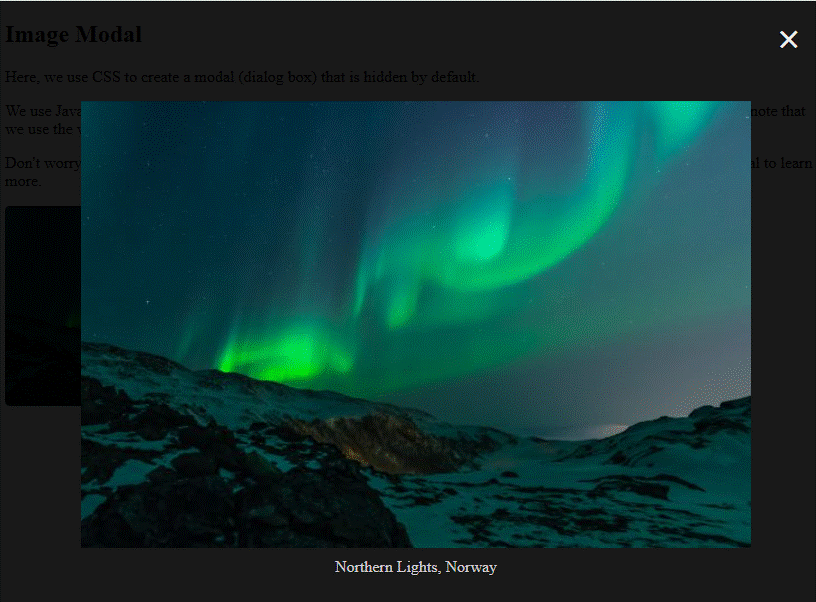 Image Modal
×
Here, we use CSS to create a modal (dialog box) that is hidden by default.
We use note that
we use the
Don't worry al to learn
more.
Northern Lights, Norway